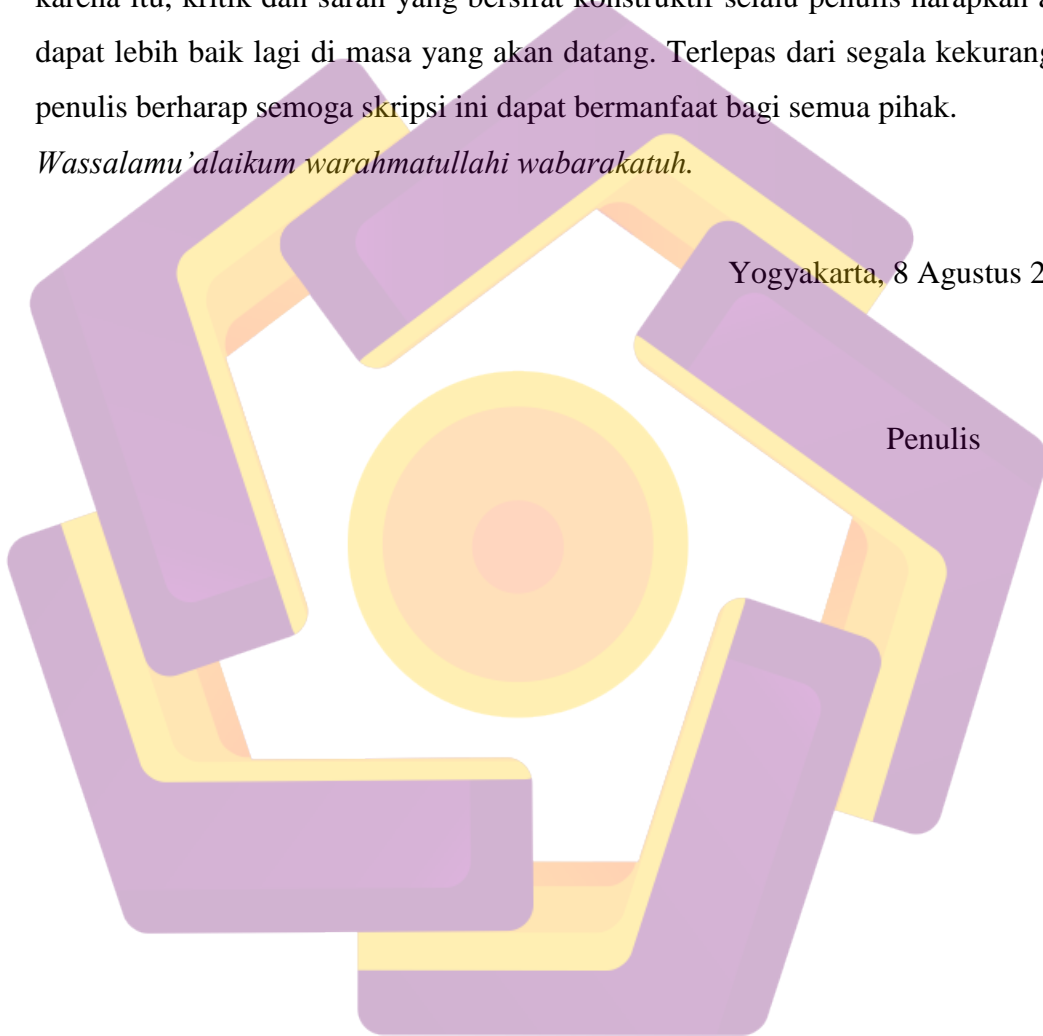 karena itu, kritik dan saran yang bersifat konstruktif selalu penulis harapkan
dapat lebih baik lagi di masa yang akan datang. Terlepas dari segala
penulis berharap semoga skripsi ini dapat bermanfaat bagi semua pihak.
Wassalamu’alaikum warahmatullahi wabarakatuh.
Yogyakarta, 8 Agustus 2
Penulis